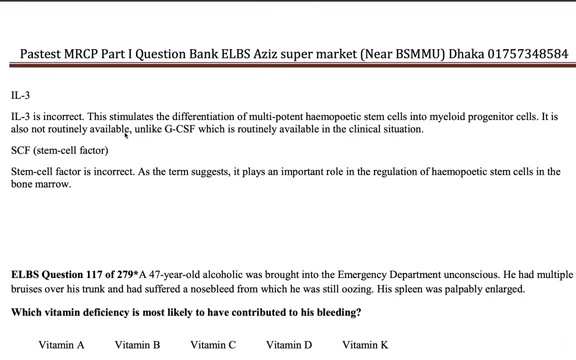 Pastest MRCP Part I Question Bank ELBS Aziz super market (Near BSMMU) Dhaka 01757348584
IL-3
IL-3 is incorrect. This stimulates the differentiation of multi-potent haemopoetic stem cells into myeloid progenitor cells. It is
also not routinely available, unlike G-CSF which is routinely available in the clinical situation.
SCF (stem-cell factor)
Stem-cell factor is incorrect. As the term suggests, it plays an important role in the regulation of haemopoetic stem cells in the
bone marrow.
ELBS Question 117 of 279*A 47-year-old alcoholic was brought into the Emergency Department unconscious. He had multiple
bruises over his trunk and had suffered a nosebleed from which he was still oozing. His spleen was palpably enlarged.
Which vitamin deficiency is most likely to have contributed to his bleeding?
Vitamin A Vitamin B Vitamin C Vitamin D Vitamin K